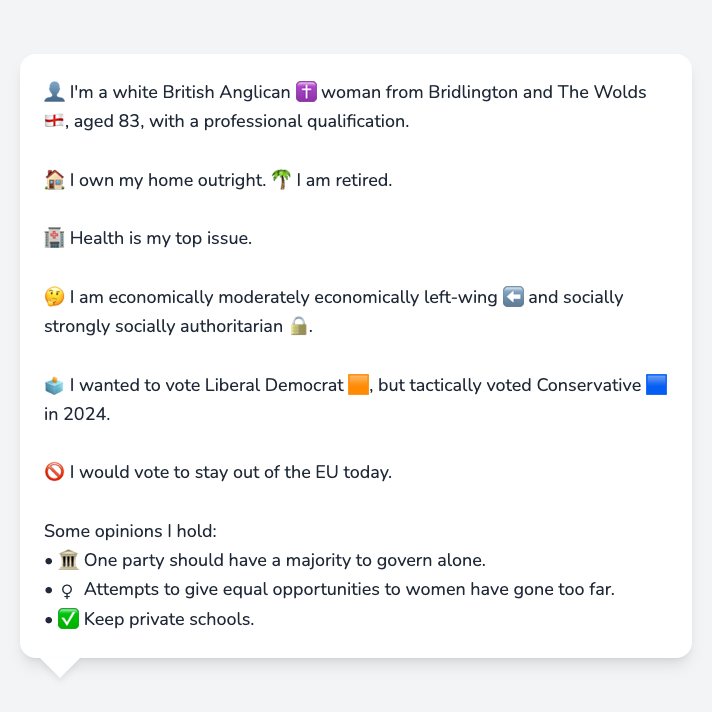 👤 I'm a white British Anglican ✝️ woman from Bridlington and The Wolds
🏴󠁧󠁢󠁥󠁮󠁧󠁿, aged 83, with a professional qualification.
🏠 I own my home outright. 🌴 I am retired.
🏥 Health is my top issue.
🤔 I am economically moderately economically left-wing ⬅️ and socially
strongly socially authoritarian 🔒.
🗳️ I wanted to vote Liberal Democrat 🟧, but tactically voted Conservative 🟦
in 2024.
🚫 I would vote to stay out of the EU today.
Some opinions I hold:
• 🏛️ One party should have a majority to govern alone.
• ♀ Attempts to give equal opportunities to women have gone too far.
• ✅ Keep private schools.